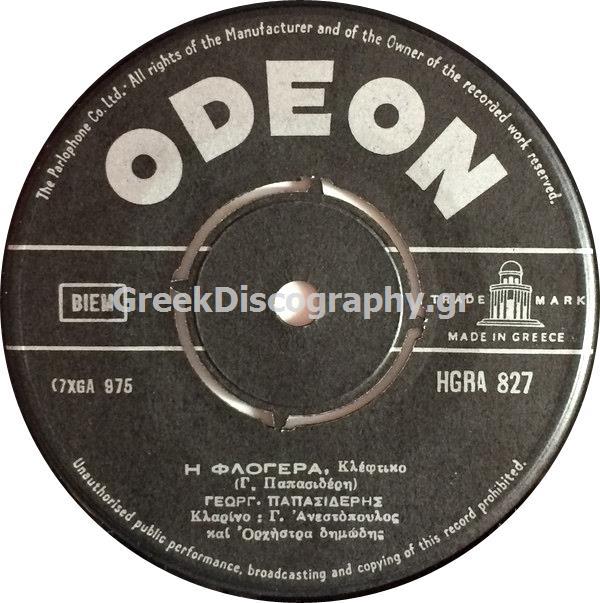 The Parlophone Co. Ltd.· All rights of the Manufacturer and of the Owner of the recorded work reserved.
ODEON
BIEM
GreekDiscography.gr
TRADE MARK
MADE IN GREECE
(7XGA 975
HGRA 827
Η ΦΛΟΓΕΡΑ, Κλέφτικο
(Γ. Παπασιδέρη)
ΓΕΩΡΓ. ΠΑΠΑΣΙΔΕΡΗΣ
Κλαρίνο : Γ. Ἀνεστόπουλος
καί Ὀρχήστρα δημώδης
Unauthorised public performance, broadcasting and copying of this record prohibited.